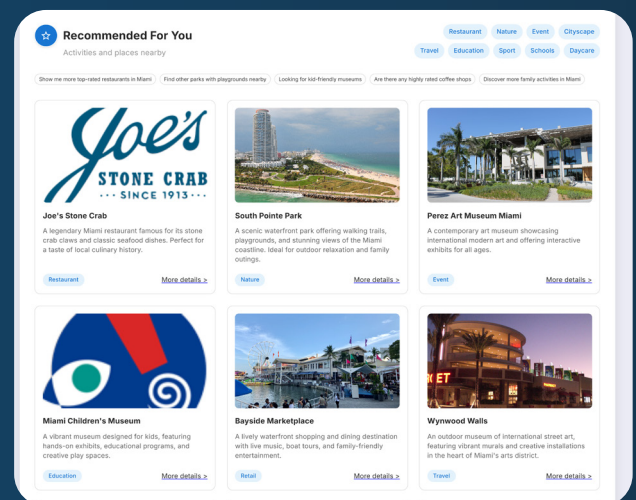 Recommended For You
Activities and places nearby
Restaurant
Nature
Event
Cityscape
Travel
Education
Sport
Schools
Daycare
Show me more top-rated restaurants in Miami
Find other parks with playgrounds nearby
Looking for kid-friendly museums
Are there any highly rated coffee shops
Discover more family activities in Miami
Joe's
STONE CRAB
··· SINCE 1913 ···
Joe's Stone Crab
A legendary Miami restaurant famous for its stone
crab claws and classic seafood dishes. Perfect for
a taste of local culinary history.
Restaurant
More details >
South Pointe Park
A scenic waterfront park offering walking trails,
playgrounds, and stunning views of the Miami
coastline. Ideal for outdoor relaxation and family
outings.
Nature
More details >
Perez Art Museum Miami
A contemporary art museum showcasing
international modern art and offering interactive
exhibits for all ages.
Event
More details >
Miami Children's Museum
A vibrant museum designed for kids, featuring
hands-on exhibits, educational programs, and
creative play spaces.
Education
More details >
Bayside Marketplace
A lively waterfront shopping and dining destination
with live music, boat tours, and family-friendly
entertainment.
Retail
More details >
KET
Wynwood Walls
An outdoor museum of international street art,
featuring vibrant murals and creative installations
in the heart of Miami's arts district.
Travel
More details >